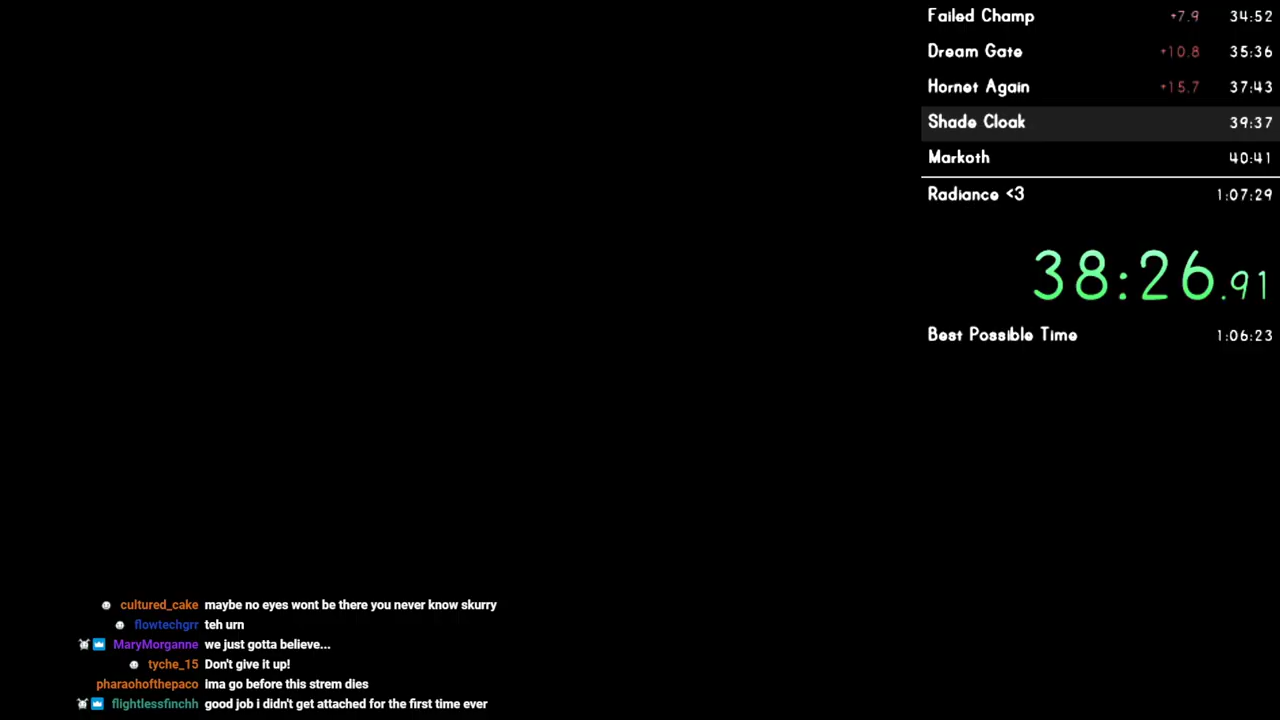 Failed Champ +7.9 34:52
Dream Gate +10.8 35:36
Hornet Again +15.7 37:43
Shade Cloak 39:37
Markoth 40:41
Radiance <3 1:07:29
38:26.91
Best Possible Time 1:06:23
cultured_cake maybe no eyes wont be there you never know skurry
flowtechgrr teh urn
MaryMorganne we just gotta believe...
tyche_15 Don't give it up!
pharaohofthepaco Ima go before this strem dies
flightlessfinchh good job i didn't get attached for the first time ever